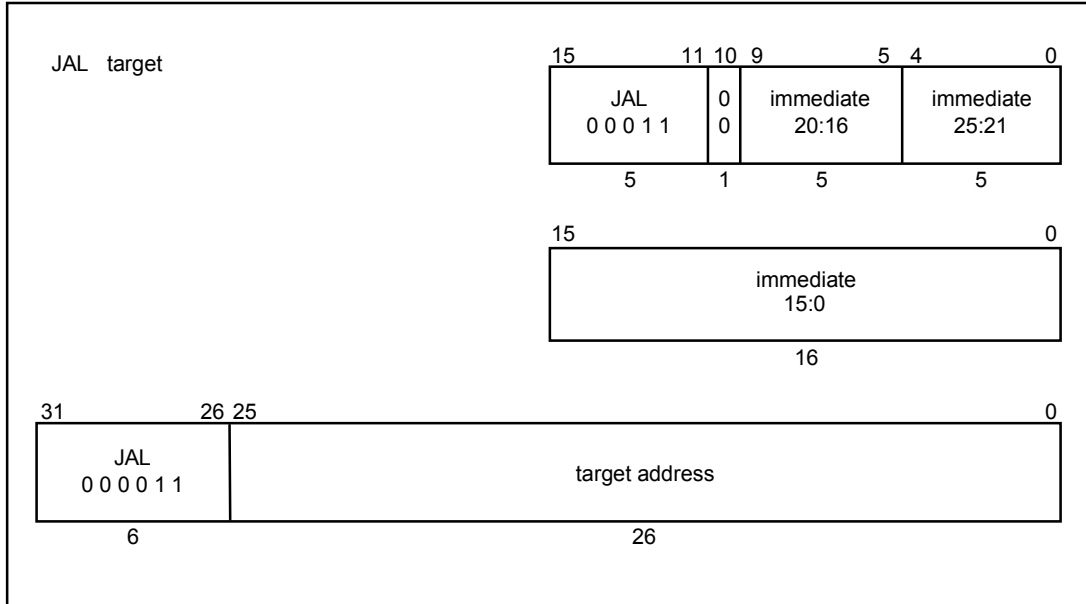 JAL target
15 11 10 9 5 4 0
JAL 0 immediate immediate
0 0 0 1 1 0 20:16 25:21
5 1 5 5
15 0
immediate
15:0
16
31 26 25 0
JAL
0 0 0 0 1 1
target address
6 26